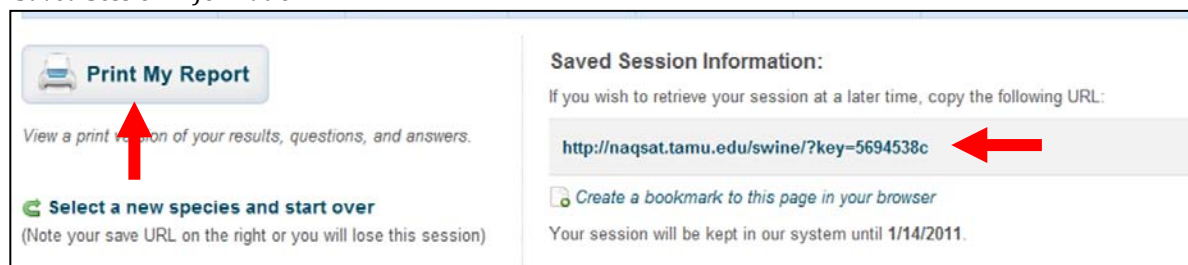 Print My Report
View a print version of your results, questions, and answers.
Select a new species and start over
(Note your save URL on the right or you will lose this session)
Saved Session Information:
If you wish to retrieve your session at a later time, copy the following URL:
http://naqsat.tamu.edu/swine/?key=5694538c
Create a bookmark to this page in your browser
Your session will be kept in our system until 1/14/2011.